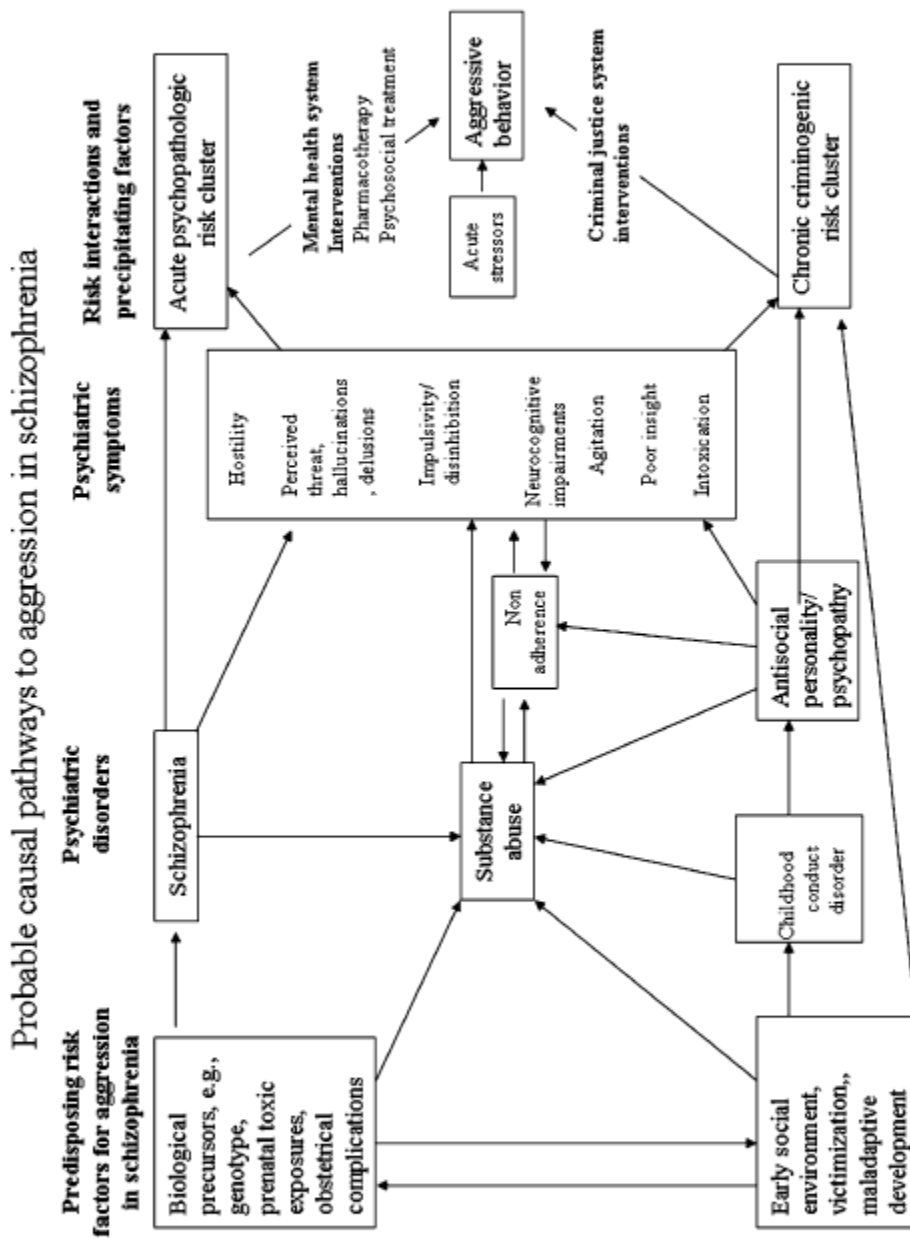 Probable causal pathways to aggression in schizophrenia
Predisposing risk
factors for aggression
in schizophrenia
Psychiatric
disorders
Psychiatric
symptoms
Risk interactions and
precipitating factors
Biological
precursors, e.g.,
genotype,
prenatal toxic
exposures,
obstetrical
complications
Early social
environment,
victimization,,
maladaptive
development
Schizophrenia
Substance
abuse
Childhood
conduct
disorder
Non
adherence
Antisocial
personality/
psychopathy
Hostility
Perceived
threat,
hallucinations
, delusions
Impulsivity/
disinhibition
Neurocognitive
impairments
Agitation
Poor insight
Intoxication
Acute psychopathologic
risk cluster
Mental health system
Interventions
Pharmacotherapy
Psychosocial treatment
Acute
stressors
Aggressive
behavior
Criminal justice system
interventions
Chronic criminogenic
risk cluster